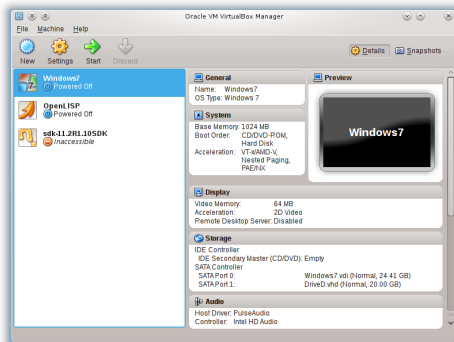 Oracle VM VirtualBox Manager
File Machine Help
New Settings Start Discard
Details Snapshots
Windows7
Powered Off
OpenLISP
Powered Off
sdk-11.2R1.10SDK
Inaccessible
General
Name: Windows7
OS Type: Windows 7
System
Base Memory: 1024 MB
Boot Order: CD/DVD-ROM,
Hard Disk
Acceleration: VT-x/AMD-V,
Nested Paging,
PAE/NX
Preview
Windows7
Display
Video Memory: 64 MB
Acceleration: 2D Video
Remote Desktop Server: Disabled
Storage
IDE Controller
IDE Secondary Master (CD/DVD): Empty
SATA Controller
SATA Port 0: Windows7.vdi (Normal, 24.41 GB)
SATA Port 1: DriveD.vhd (Normal, 20.00 GB)
Audio
Host Driver: PulseAudio
Controller: Intel HD Audio